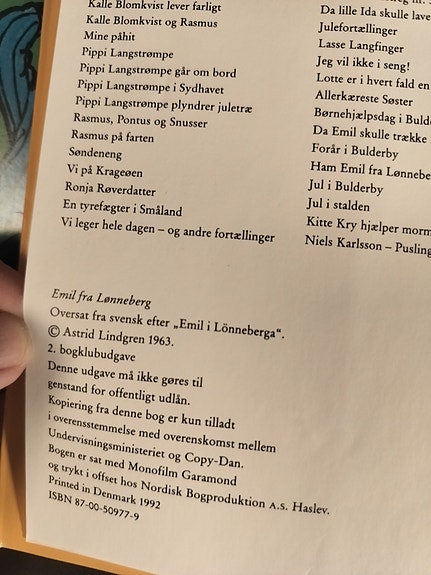 Kalle Blomkvist lever farligt
Kalle Blomkvist og Rasmus
Mine påhit
Pippi Langstrømpe
Pippi Langstrømpe går om bord
Pippi Langstrømpe i Sydhavet
Pippi Langstrømpe plyndrer juletræ
Rasmus, Pontus og Snusser
Rasmus på farten
Søndeneng
Vi på Krageøen
Ronja Røverdatter
En tyrefægter i Småland
Vi leger hele dagen – og andre fortællinger
Da lille Ida skulle lave
Julefortællinger
Lasse Langfinger
Jeg vil ikke i seng!
Lotte er i hvert fald en
Allerkæreste Søster
Børnehjælpsdag i Bulde
Da Emil skulle trække
Forår i Bulderby
Ham Emil fra Lønnebe
Jul i Bulderby
Jul i stalden
Kitte Kry hjælper morm
Niels Karlsson – Pusling
Emil fra Lønneberg
Oversat fra svensk efter „Emil i Lönneberga“.
© Astrid Lindgren 1963.
2. bogklubudgave
Denne udgave må ikke gøres til
genstand for offentligt udlån.
Kopiering fra denne bog er kun tilladt
i overensstemmelse med overenskomst mellem
Undervisningsministeriet og Copy-Dan.
Bogen er sat med Monofilm Garamond
og trykt i offset hos Nordisk Bogproduktion A.S. Haslev.
Printed in Denmark 1992
ISBN 87-00-50977-9